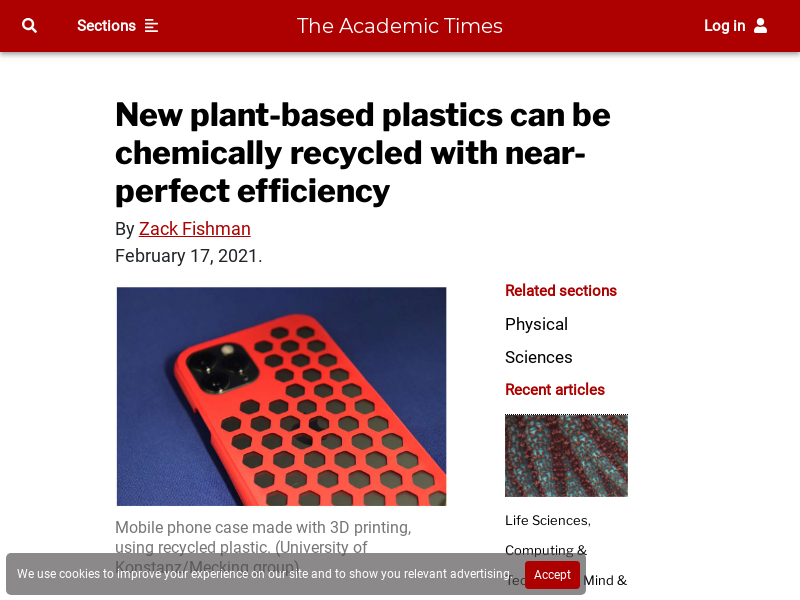 Sections
The Academic Times
Log in
New plant-based plastics can be
chemically recycled with near-
perfect efficiency
By Zack Fishman
February 17, 2021.
Related sections
Physical
Sciences
Recent articles
Mobile phone case made with 3D printing,
using recycled plastic. (University of
Konstanz/Mecking group)
Life Sciences,
Computing &
Mind &
We use cookies to improve your experience on our site and to show you relevant advertising.
Accept